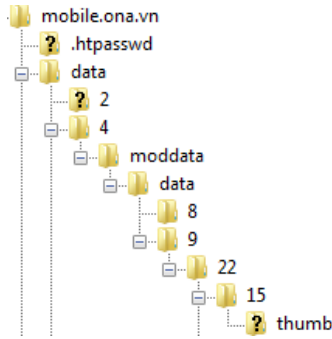 mobile.ona.vn
.htpasswd
data
2
4
moddata
data
8
9
22
15
thumb